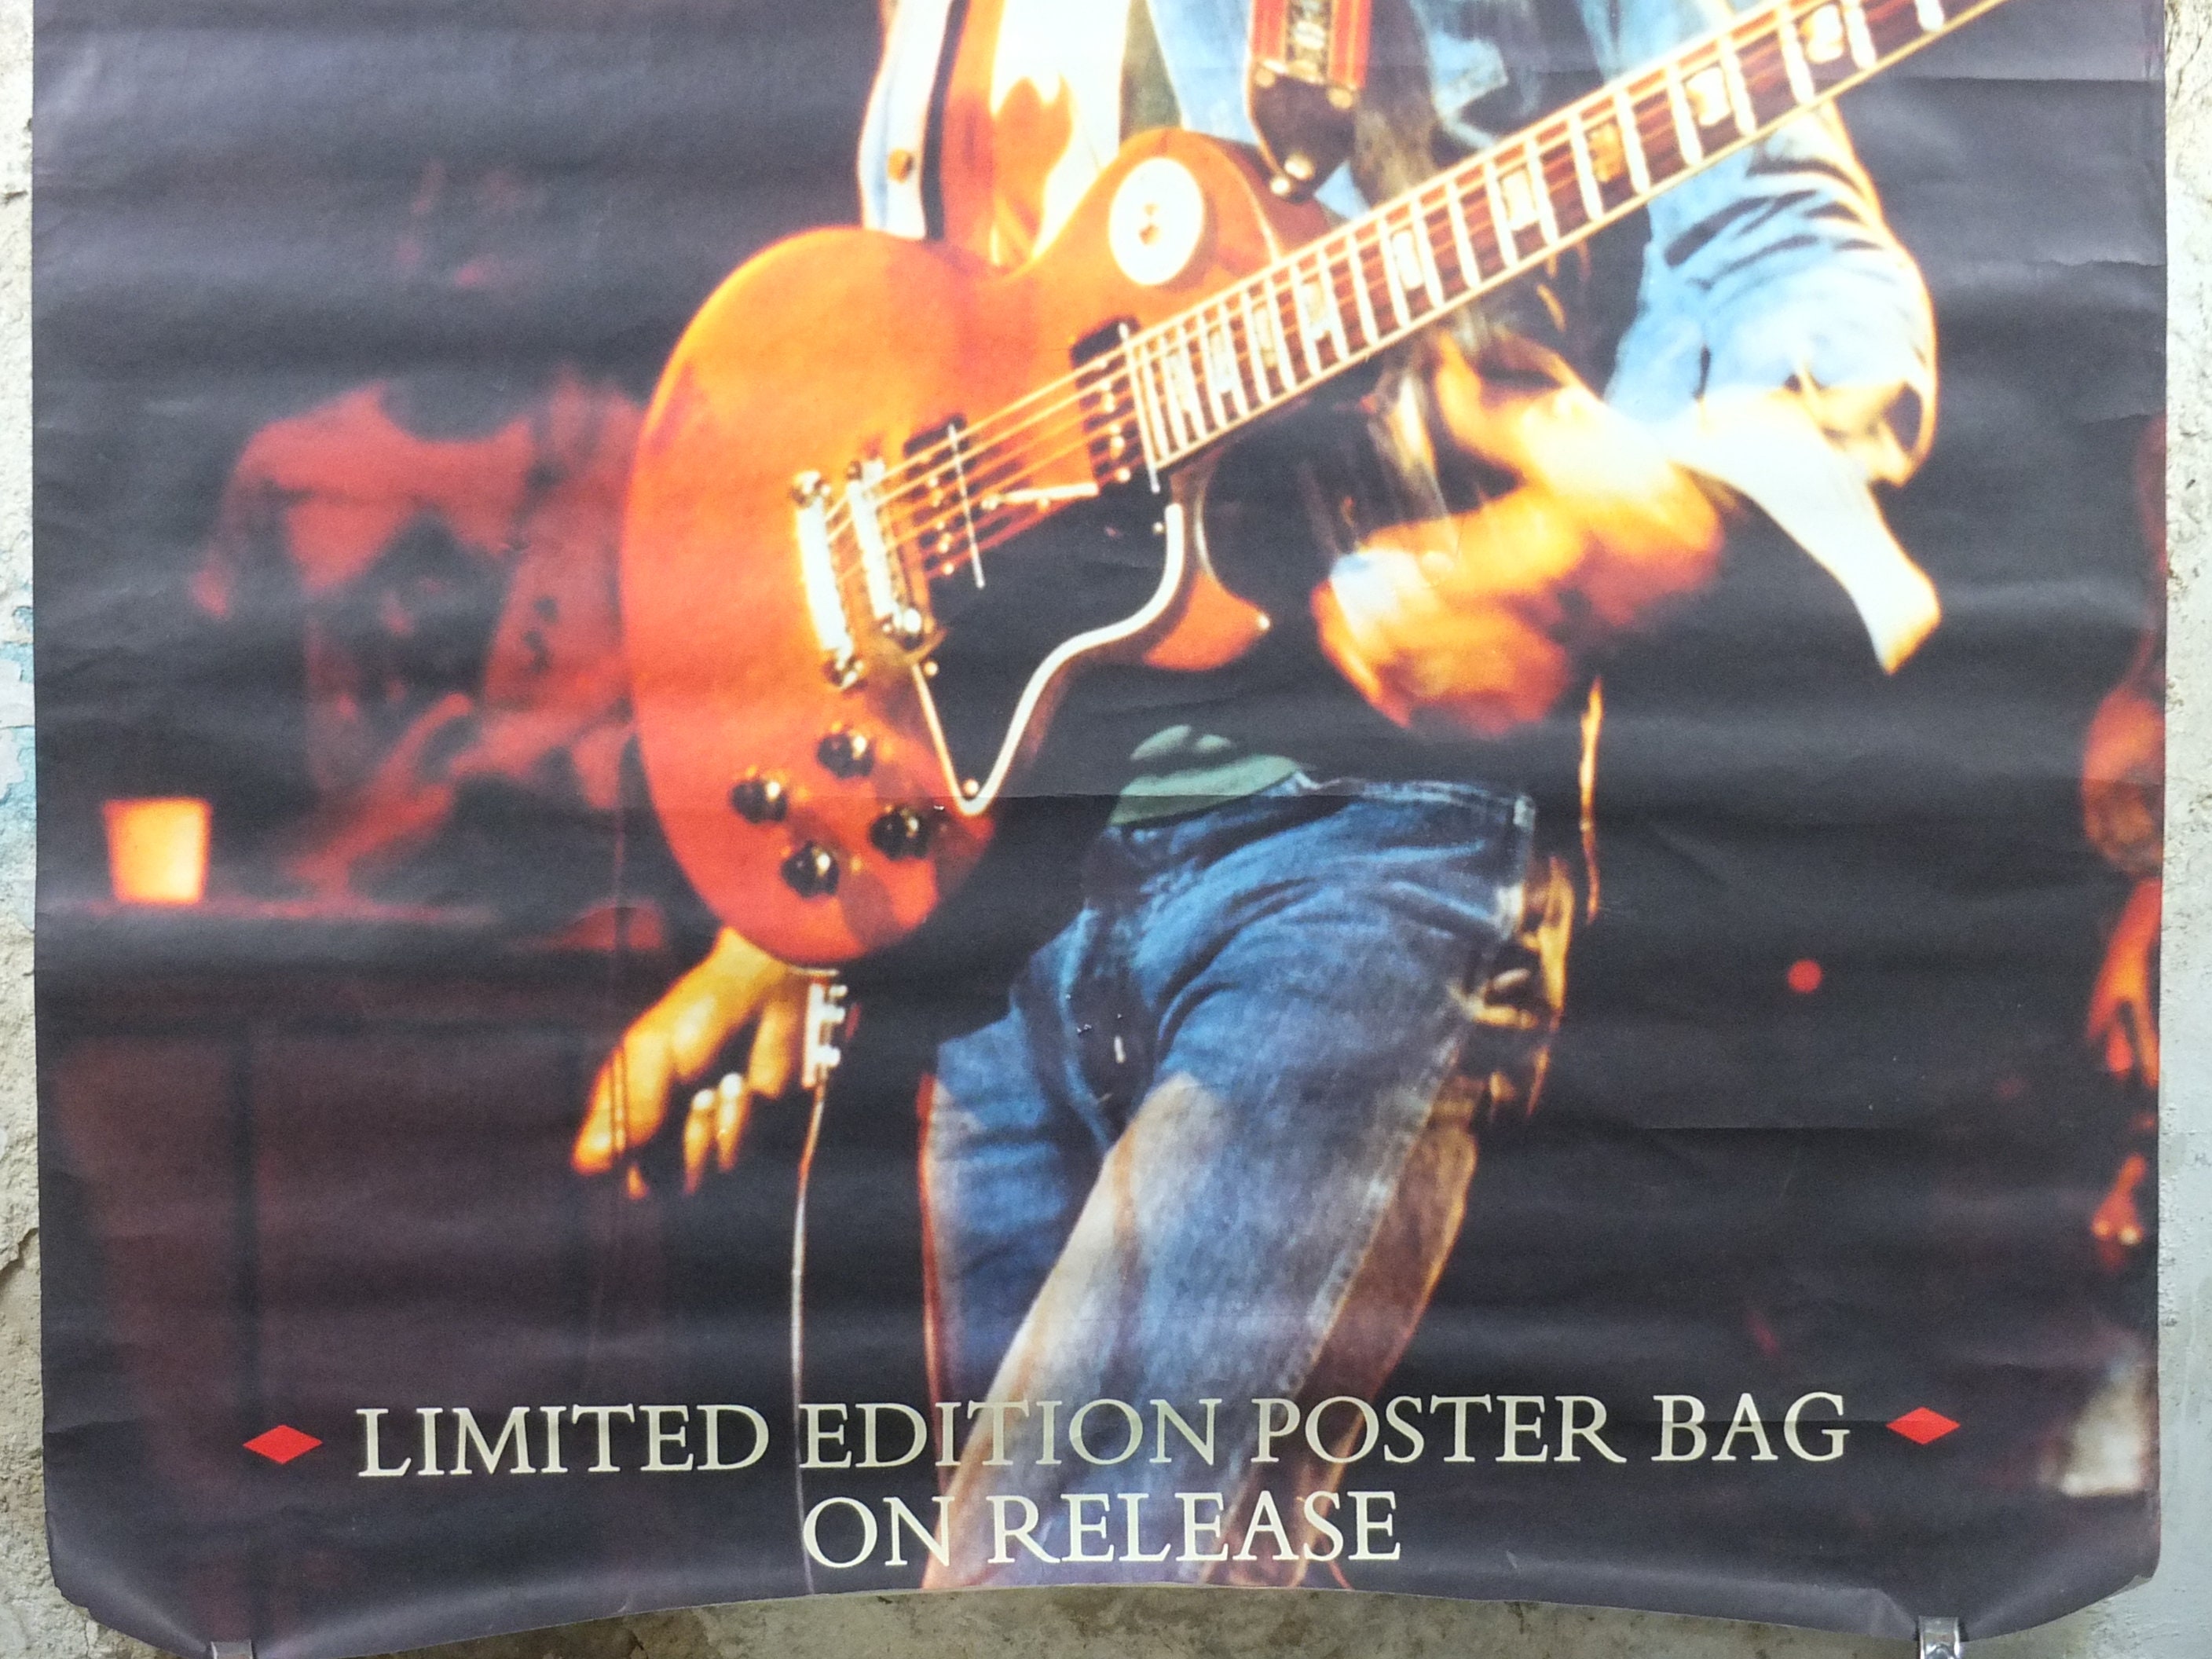 LIMITED EDITION POSTER BAG
ON RELEASE